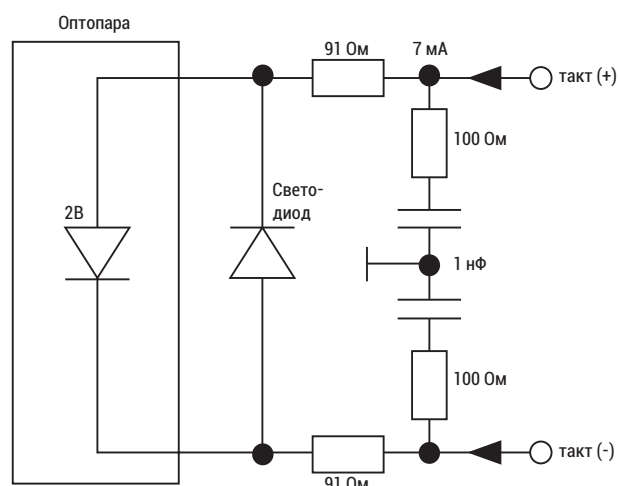 Оптопара
91 Ом
7 мА
такт (+)
100 Ом
2В
Свето-
диод
1 нФ
100 Ом
такт (-)
91 Ом